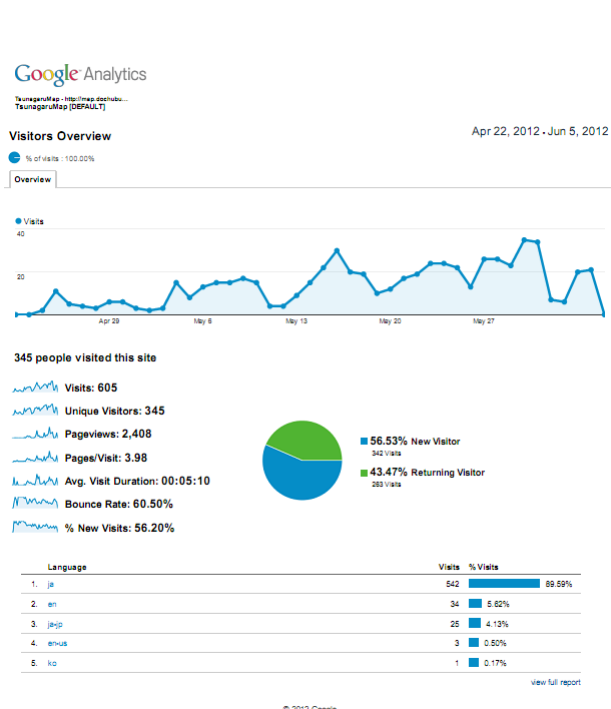 Google Analytics
TsunagaruMap - http://map.dochubu...
TsunagaruMap [DEFAULT]
Visitors Overview
Apr 22, 2012 - Jun 5, 2012
% of visits : 100.00%
Overview
Visits
40
20
Apr 29
May 6
May 13
May 20
May 27
345 people visited this site
Visits: 605
Unique Visitors: 345
Pageviews: 2,408
Pages/Visit: 3.98
Avg. Visit Duration: 00:05:10
Bounce Rate: 60.50%
% New Visits: 56.20%
56.53% New Visitor
342 Visits
43.47% Returning Visitor
263 Visits
Language Visits % Visits
1. ja 542 89.59%
2. en 34 5.62%
3. ja-jp 25 4.13%
4. en-us 3 0.50%
5. ko 1 0.17%
view full report
© 2012 Google